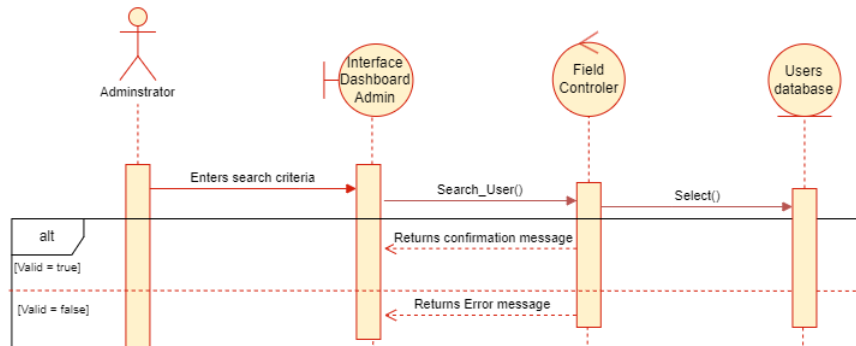 Adminstrator
Interface
Dashboard
Admin
Field
Controler
Users
database
Enters search criteria
Search_User()
Select()
alt
Returns confirmation message
[Valid = true]
Returns Error message
[Valid = false]